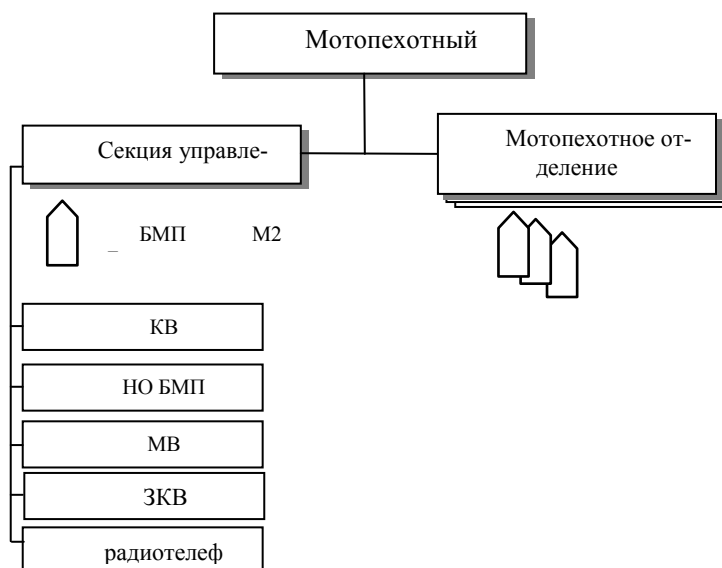 Мотопехотный
Секция управле-
Мотопехотное от-
деление
_ БМП М2
КВ
НО БМП
МВ
ЗКВ
радиотелеф